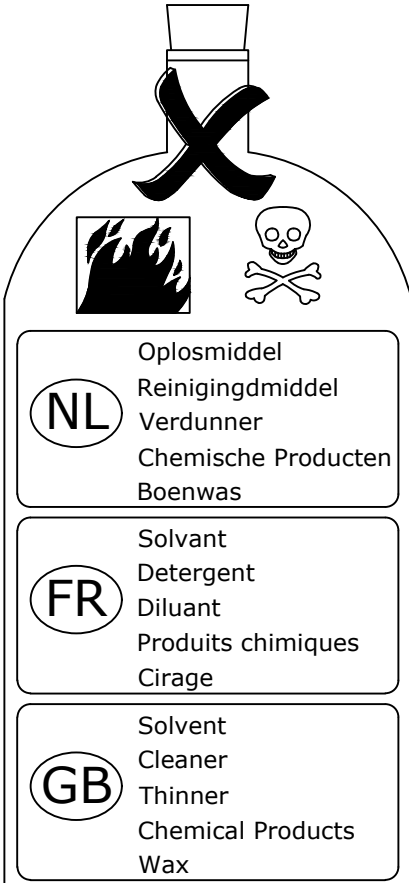 NL
Oplosmiddel
Reinigingdmiddel
Verdunner
Chemische Producten
Boenwas
FR
Solvant
Detergent
Diluant
Produits chimiques
Cirage
GB
Solvent
Cleaner
Thinner
Chemical Products
Wax